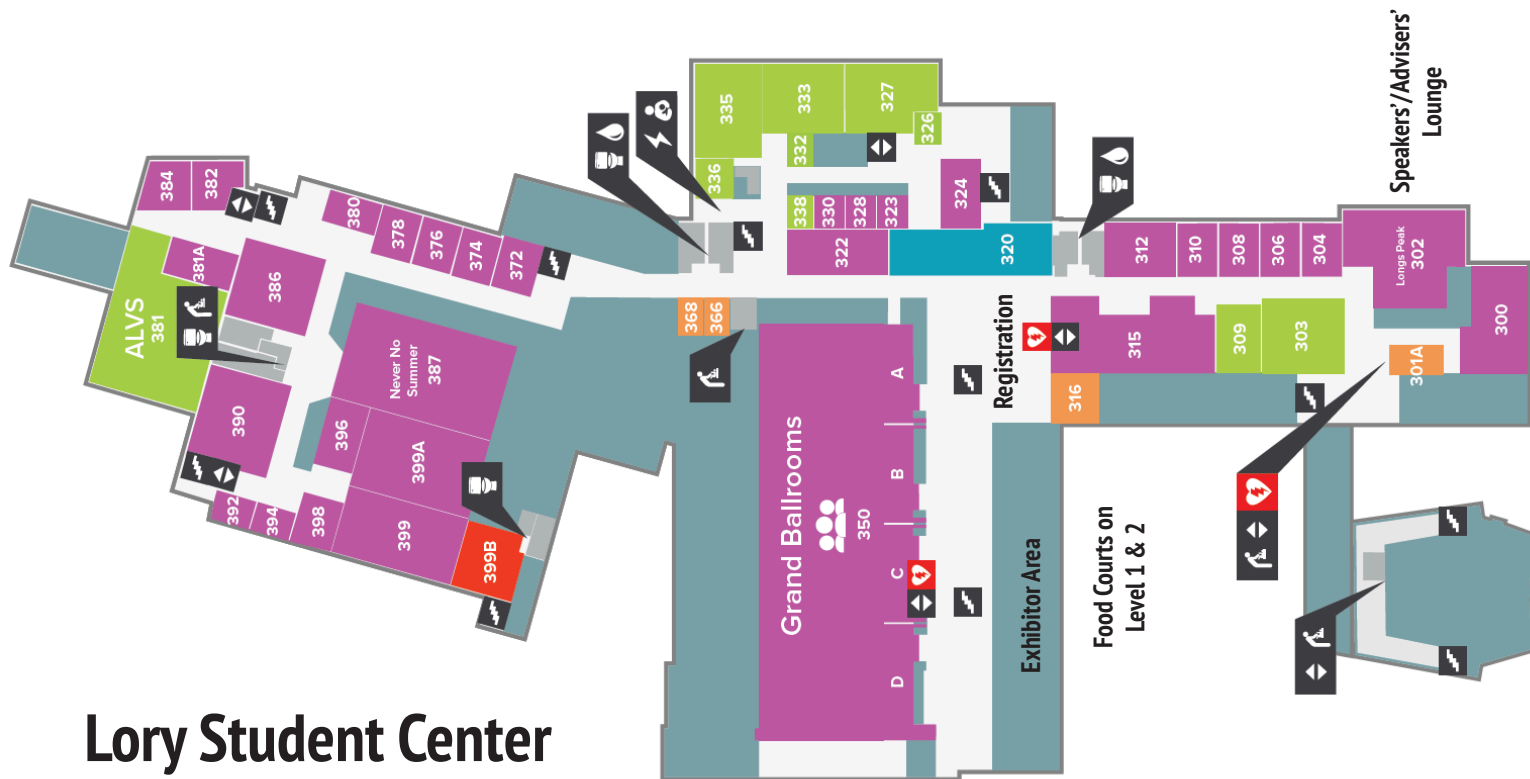 384
382
380
378
376
374
372
381A
ALVS
381
386
390
Never No
Summer
387
396
399A
392
394
398
399
399B
335
333
327
326
332
336
338
330
328
323
324
322
320
368
366
Grand Ballrooms
350
A
B
C
D
Registration
Exhibitor Area
Food Courts on
Level 1 & 2
312
310
308
306
304
Longs Peak
302
300
315
309
303
301A
316
Speakers'/Advisers'
Lounge
Lory Student Center